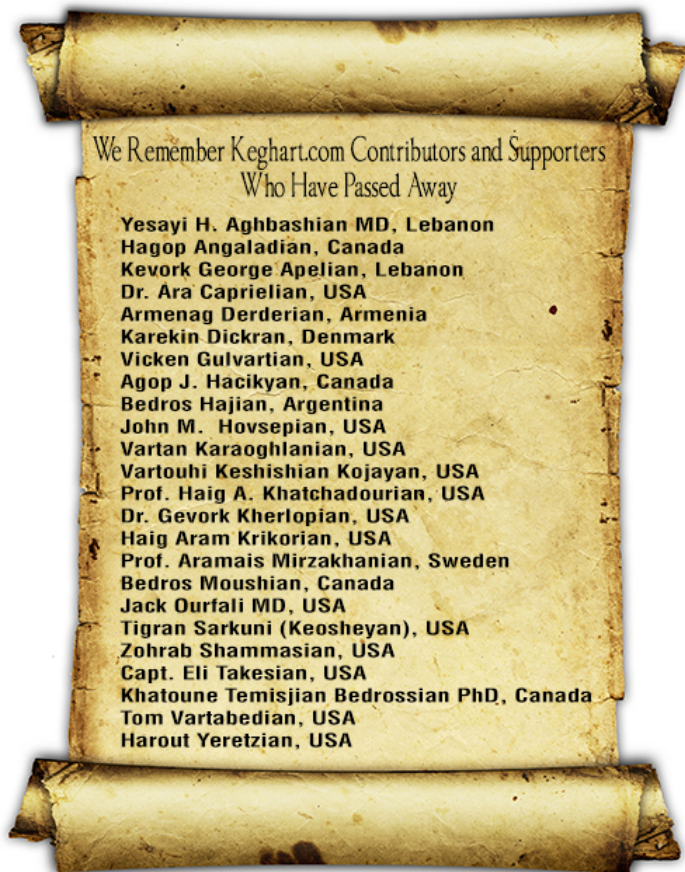 We Remember Keghart.com Contributors and Supporters
Who Have Passed Away
Yesayi H. Aghbashian MD, Lebanon
Hagop Angaladian, Canada
Kevork George Apelian, Lebanon
Dr. Ara Caprielian, USA
Armenag Derderian, Armenia
Karekin Dickran, Denmark
Vicken Gulvartian, USA
Agop J. Hacikyan, Canada
Bedros Hajian, Argentina
John M. Hovsepian, USA
Vartan Karaoghlanian, USA
Vartouhi Keshishian Kojayan, USA
Prof. Haig A. Khatchadourian, USA
Dr. Gevork Kherlopian, USA
Haig Aram Krikorian, USA
Prof. Aramais Mirzakhanian, Sweden
Bedros Moushian, Canada
Jack Ourfali MD, USA
Tigran Sarkuni (Keosheyan), USA
Zohrab Shammasian, USA
Capt. Eli Takesian, USA
Khatoune Temisjian Bedrossian PhD, Canada
Tom Vartabedian, USA
Harout Yeretzian, USA